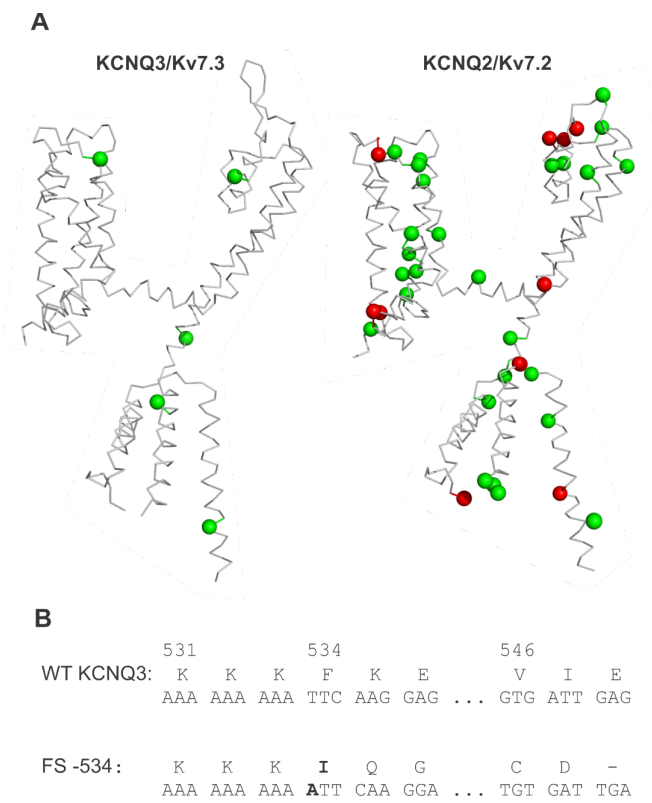 A
KCNQ3/Kv7.3 KCNQ2/Kv7.2
B
531 534 546
WT KCNQ3: K K K F K E V I E
AAA AAA AAA TTC AAG GAG ... GTG ATT GAG
FS -534: K K K I Q G C D –
AAA AAA AAA ATT CAA GGA ... TGT GAT TGA